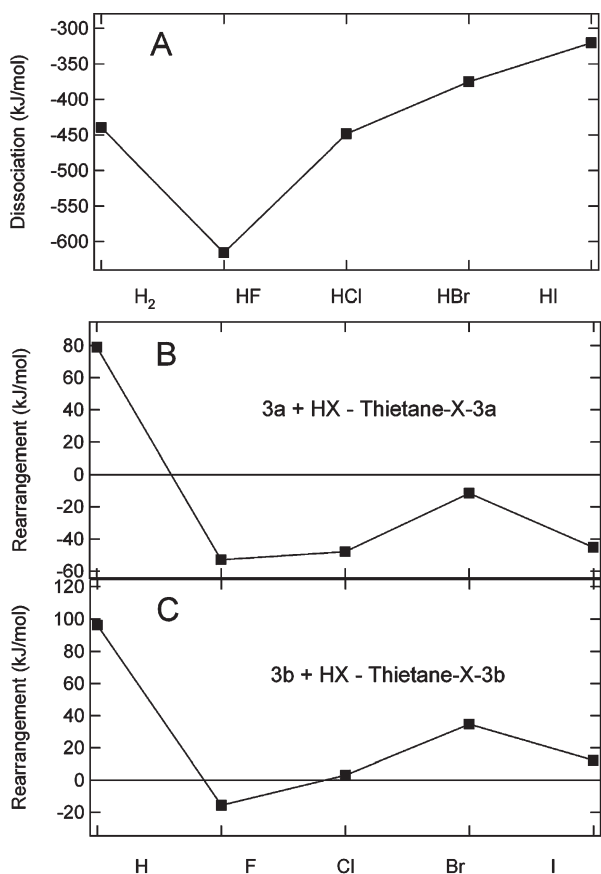 A
Dissociation (kJ/mol)
-300
-350
-400
-450
-500
-550
-600
H₂ HF HCl HBr HI
B
Rearrangement (kJ/mol)
80
60
40
20
0
-20
-40
-60
3a + HX - Thietane-X-3a
C
Rearrangement (kJ/mol)
120
100
80
60
40
20
0
-20
3b + HX - Thietane-X-3b
H F Cl Br I